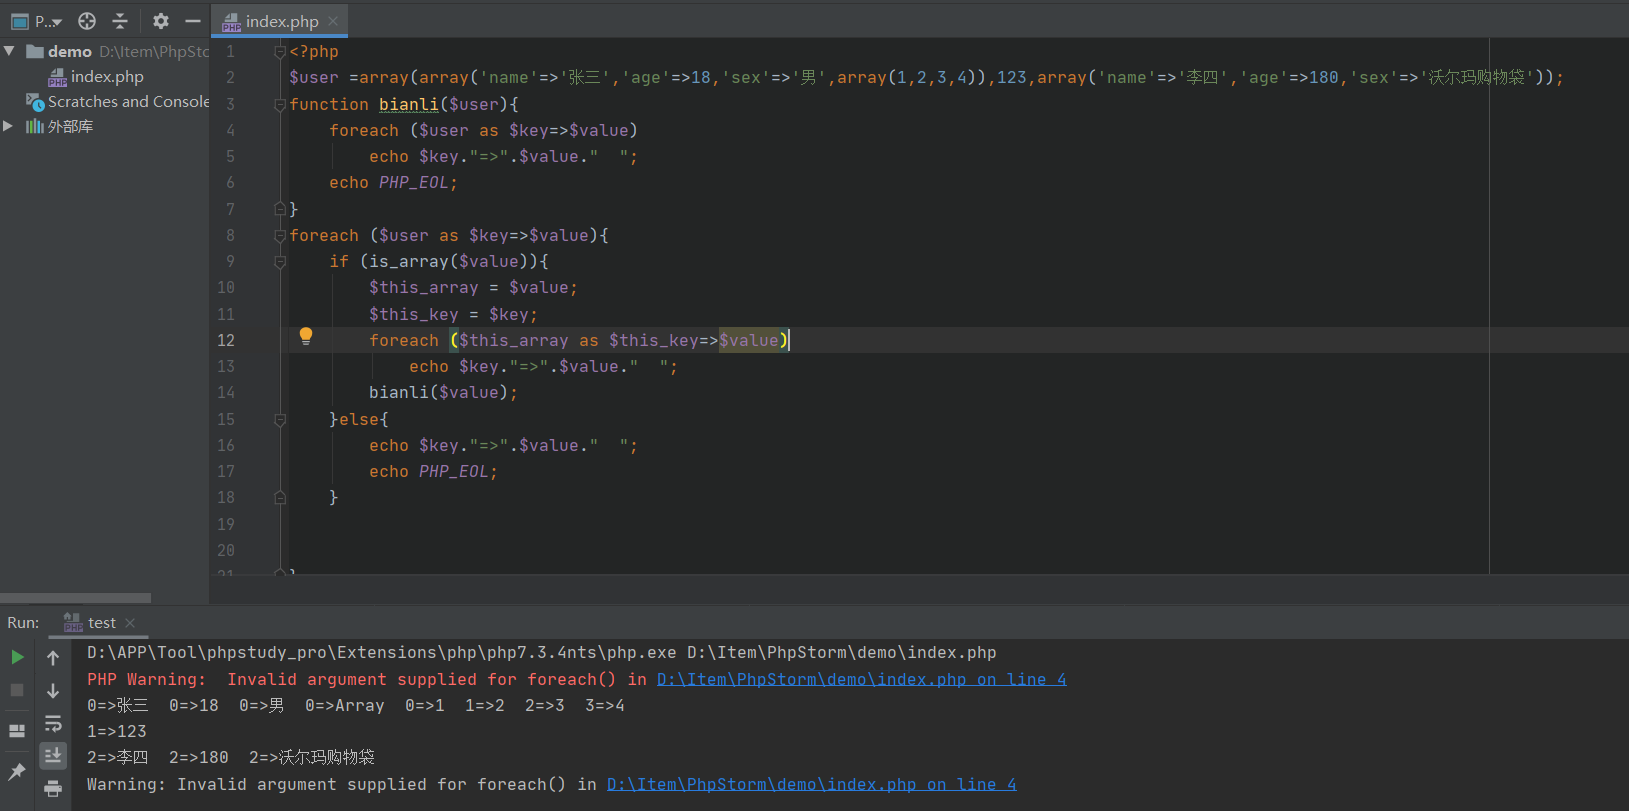 P...
index.php
demo D:\Item\PhpSto
index.php
Scratches and Console
外部库
1 <?php
2 $user =array(array('name'=>'张三','age'=>18,'sex'=>'男',array(1,2,3,4)),123,array('name'=>'李四','age'=>180,'sex'=>'沃尔玛购物袋'));
3 function bianli($user){
4 foreach ($user as $key=>$value)
5 echo $key."=>".$value."  ";
6 echo PHP_EOL;
7 }
8 foreach ($user as $key=>$value){
9 if (is_array($value)){
10 $this_array = $value;
11 $this_key = $key;
12 foreach ($this_array as $this_key=>$value)
13 echo $key."=>".$value."  ";
14 bianli($value);
15 }else{
16 echo $key."=>".$value."  ";
17 echo PHP_EOL;
18 }
19
20
21 }
Run: test
D:\APP\Tool\phpstudy_pro\Extensions\php\php7.3.4nts\php.exe D:\Item\PhpStorm\demo\index.php
PHP Warning:  Invalid argument supplied for foreach() in D:\Item\PhpStorm\demo\index.php on line 4
0=>张三  0=>18  0=>男  0=>Array  0=>1  1=>2  2=>3  3=>4
1=>123
2=>李四  2=>180  2=>沃尔玛购物袋
Warning: Invalid argument supplied for foreach() in D:\Item\PhpStorm\demo\index.php on line 4